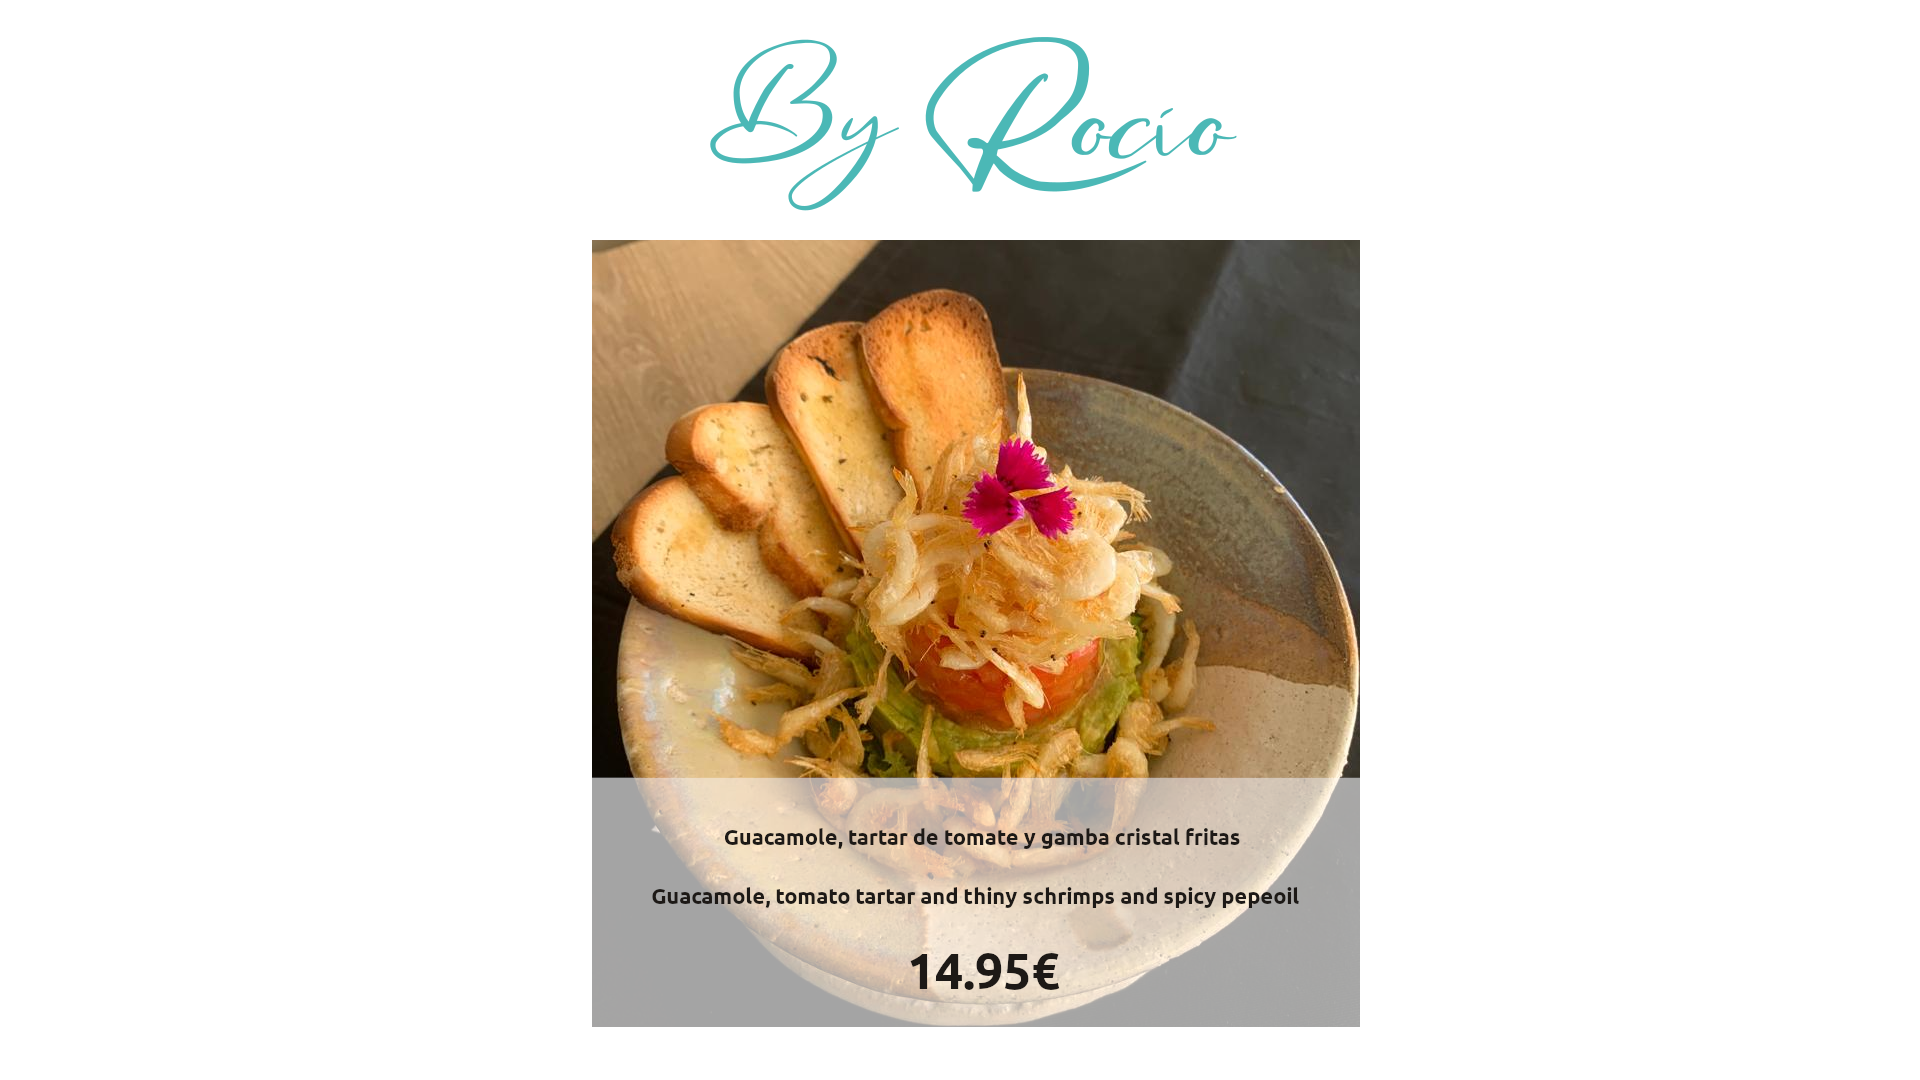 By Rocío
Guacamole, tartar de tomate y gamba cristal fritas
Guacamole, tomato tartar and thiny schrimps and spicy pepeoil
14.95€